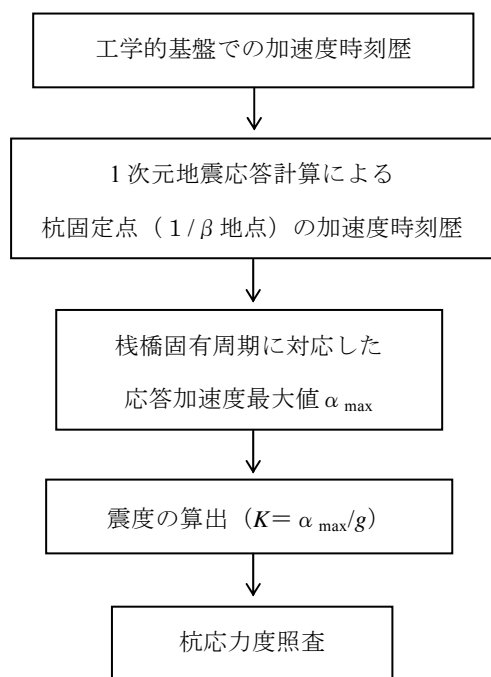 工学的基盤での加速度時刻歴
1 次元地震応答計算による
杭固定点（１/β 地点）の加速度時刻歴
桟橋固有周期に対応した
応答加速度最大値 α max
震度の算出（K＝ α max/g）
杭応力度照査